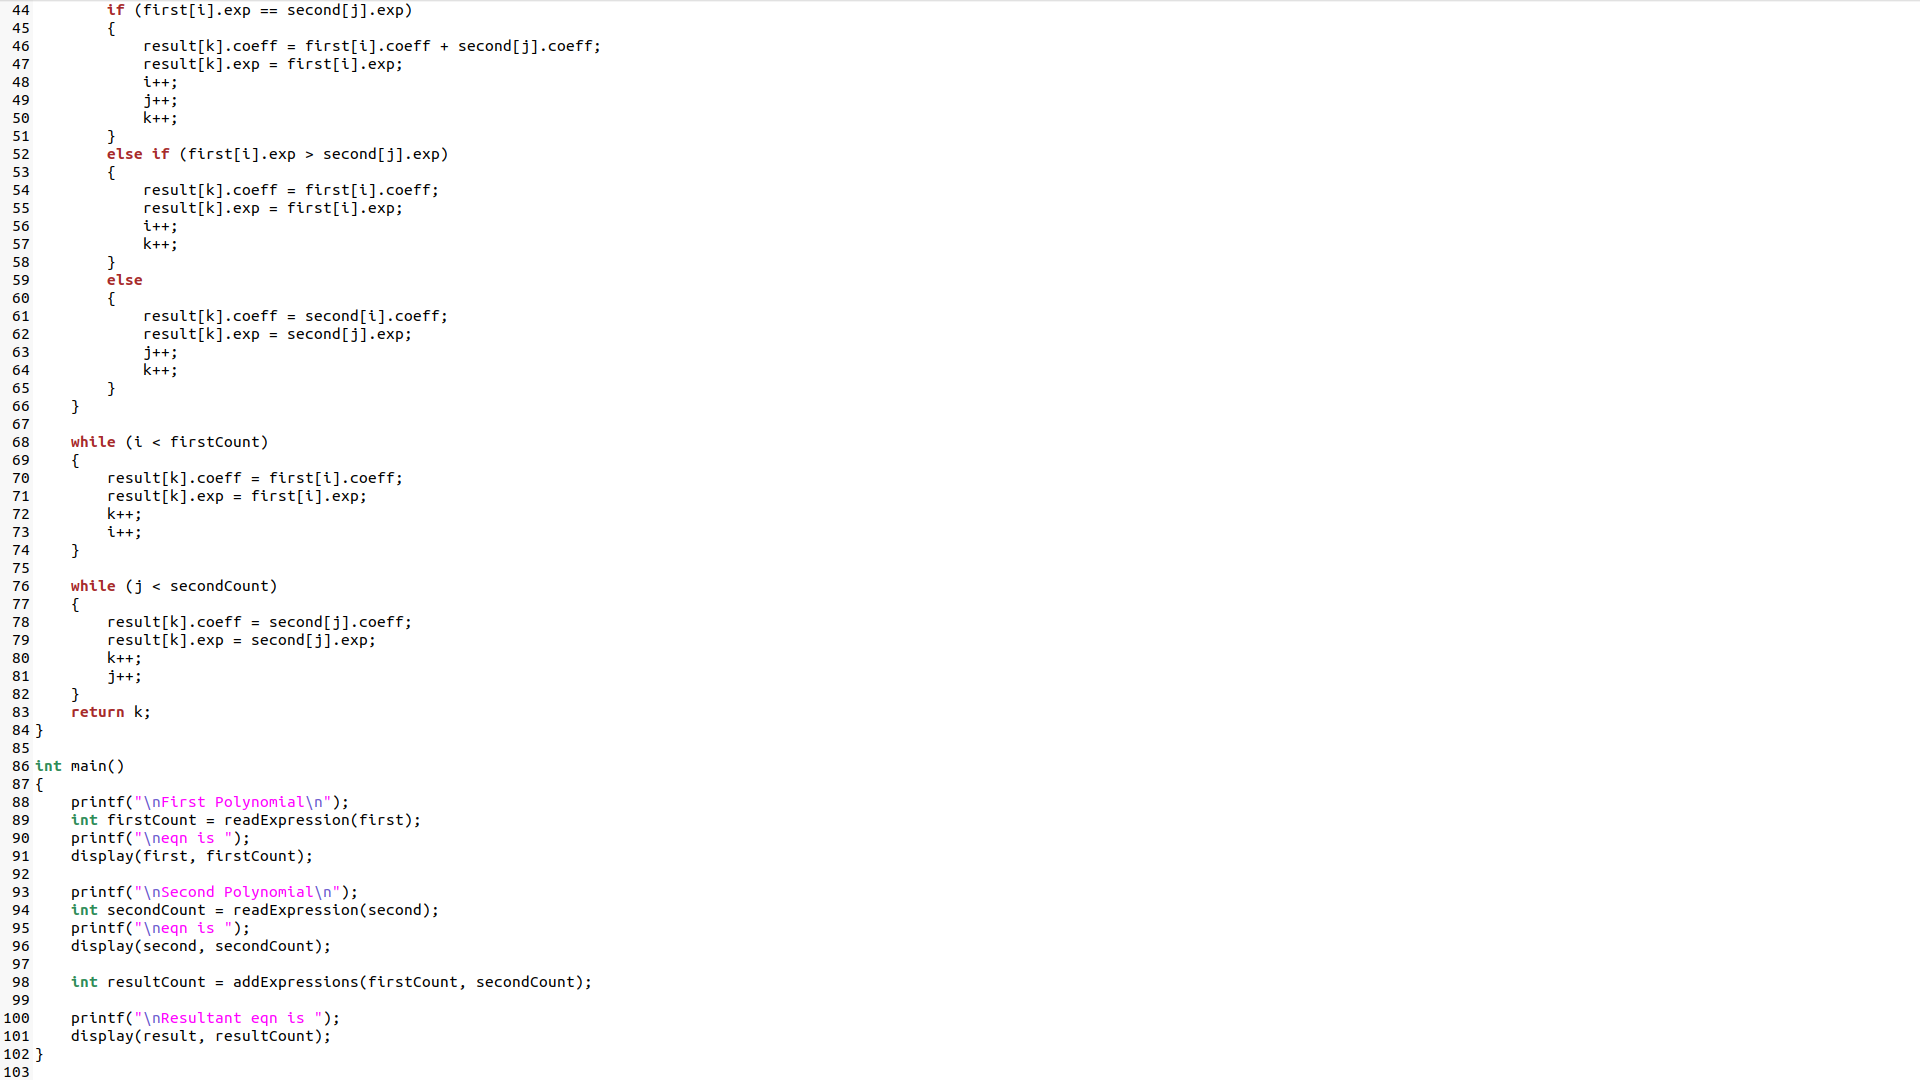 44         if (first[i].exp == second[j].exp)
45         {
46             result[k].coeff = first[i].coeff + second[j].coeff;
47             result[k].exp = first[i].exp;
48             i++;
49             j++;
50             k++;
51         }
52         else if (first[i].exp > second[j].exp)
53         {
54             result[k].coeff = first[i].coeff;
55             result[k].exp = first[i].exp;
56             i++;
57             k++;
58         }
59         else
60         {
61             result[k].coeff = second[i].coeff;
62             result[k].exp = second[j].exp;
63             j++;
64             k++;
65         }
66     }
67
68     while (i < firstCount)
69     {
70         result[k].coeff = first[i].coeff;
71         result[k].exp = first[i].exp;
72         k++;
73         i++;
74     }
75
76     while (j < secondCount)
77     {
78         result[k].coeff = second[j].coeff;
79         result[k].exp = second[j].exp;
80         k++;
81         j++;
82     }
83     return k;
84 }
85
86 int main()
87 {
88     printf("\nFirst Polynomial\n");
89     int firstCount = readExpression(first);
90     printf("\neqn is ");
91     display(first, firstCount);
92
93     printf("\nSecond Polynomial\n");
94     int secondCount = readExpression(second);
95     printf("\neqn is ");
96     display(second, secondCount);
97
98     int resultCount = addExpressions(firstCount, secondCount);
99
100     printf("\nResultant eqn is ");
101     display(result, resultCount);
102 }
103